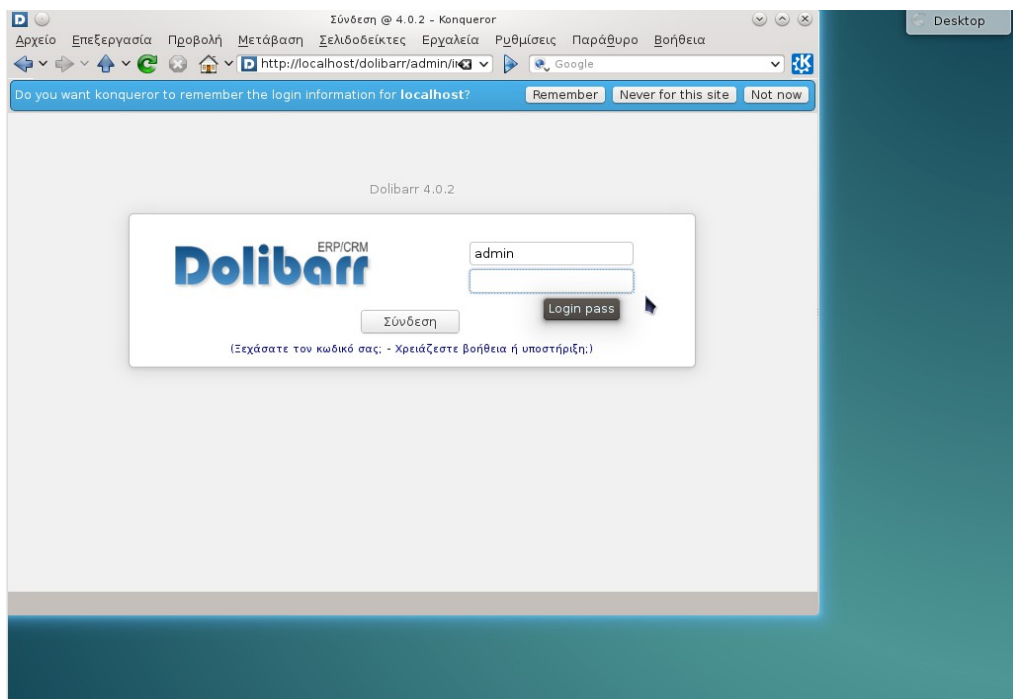 Σύνδεση @ 4.0.2 – Konqueror
Desktop
Αρχείο Επεξεργασία Προβολή Μετάβαση Σελιδοδείκτες Εργαλεία Ρυθμίσεις Παράθυρο Βοήθεια
http://localhost/dolibarr/admin/in Google
Do you want konqueror to remember the login information for localhost? Remember Never for this site Not now
Dolibarr 4.0.2
Dolibarr ERP/CRM
admin
Login pass
Σύνδεση
(Ξεχάσατε τον κωδικό σας; - Χρειάζεστε βοήθεια ή υποστήριξη;)